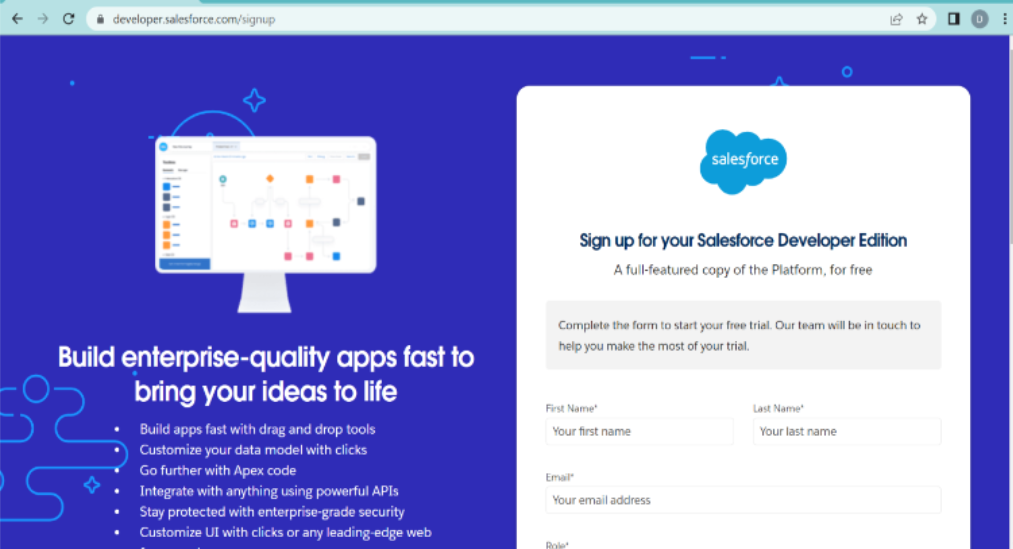 developer.salesforce.com/signup
D
salesforce
Sign up for your Salesforce Developer Edition
A full-featured copy of the Platform, for free
Complete the form to start your free trial. Our team will be in touch to
help you make the most of your trial.
Build enterprise-quality apps fast to
bring your ideas to life
• Build apps fast with drag and drop tools
• Customize your data model with clicks
• Go further with Apex code
• Integrate with anything using powerful APIs
• Stay protected with enterprise-grade security
• Customize UI with clicks or any leading-edge web
First Name*
Last Name*
Your first name
Your last name
Email*
Your email address
Role*